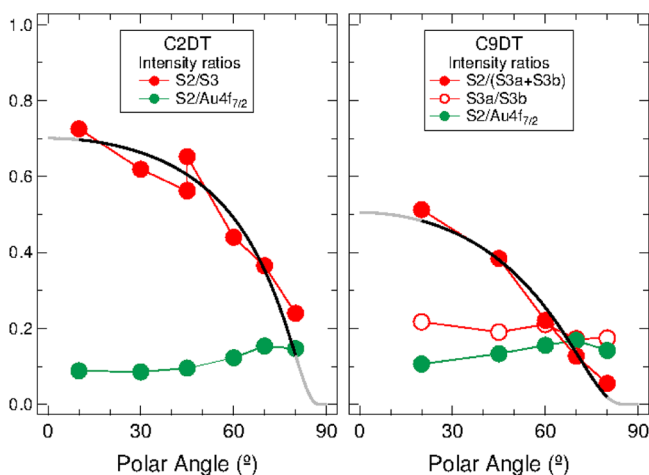 C2DT
Intensity ratios
S2/S3
S2/Au4f7/2
C9DT
Intensity ratios
S2/(S3a+S3b)
S3a/S3b
S2/Au4f7/2
1.0
0.8
0.6
0.4
0.2
0.0
0 30 60 90
0 30 60 90
Polar Angle (º)
Polar Angle (º)